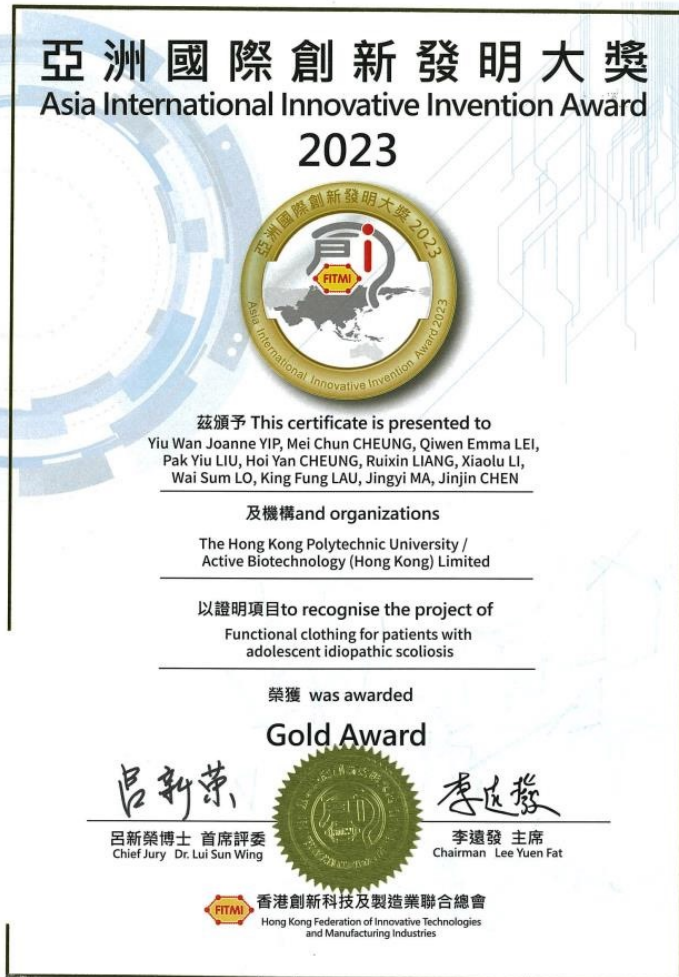 亞洲國際創新發明大獎
Asia International Innovative Invention Award
2023
亞洲國際創新發明大獎 2023
FITMI
Asia International Innovative Invention Award 2023
茲頒予 This certificate is presented to
Yiu Wan Joanne YIP, Mei Chun CHEUNG, Qiwen Emma LEI,
Pak Yiu LIU, Hoi Yan CHEUNG, Ruixin LIANG, Xiaolu LI,
Wai Sum LO, King Fung LAU, Jingyi MA, Jinjin CHEN
及機構and organizations
The Hong Kong Polytechnic University /
Active Biotechnology (Hong Kong) Limited
以證明項目to recognise the project of
Functional clothing for patients with
adolescent idiopathic scoliosis
榮獲 was awarded
Gold Award
呂新榮
李遠發
呂新榮博士 首席評委
Chief Jury Dr. Lui Sun Wing
李遠發 主席
Chairman Lee Yuen Fat
FITMI
香港創新科技及製造業聯合總會
Hong Kong Federation of Innovative Technologies
and Manufacturing Industries